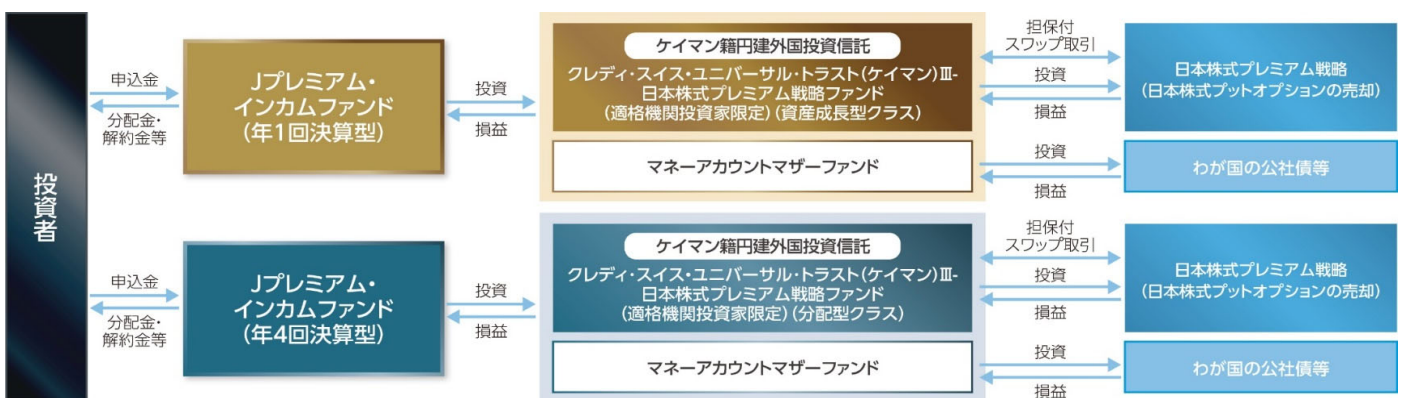 投資者
申込金
分配金・
解約金等
Jプレミアム・
インカムファンド
(年1回決算型)
投資
損益
ケイマン籍円建外国投資信託
クレディ・スイス・ユニバーサル・トラスト(ケイマン)Ⅲ-
日本株式プレミアム戦略ファンド
(適格機関投資家限定)(資産成長型クラス)
マネーアカウントマザーファンド
担保付
スワップ取引
投資
損益
投資
損益
日本株式プレミアム戦略
(日本株式プットオプションの売却)
わが国の公社債等
申込金
分配金・
解約金等
Jプレミアム・
インカムファンド
(年4回決算型)
投資
損益
ケイマン籍円建外国投資信託
クレディ・スイス・ユニバーサル・トラスト(ケイマン)Ⅲ-
日本株式プレミアム戦略ファンド
(適格機関投資家限定)(分配型クラス)
マネーアカウントマザーファンド
担保付
スワップ取引
投資
損益
投資
損益
日本株式プレミアム戦略
(日本株式プットオプションの売却)
わが国の公社債等